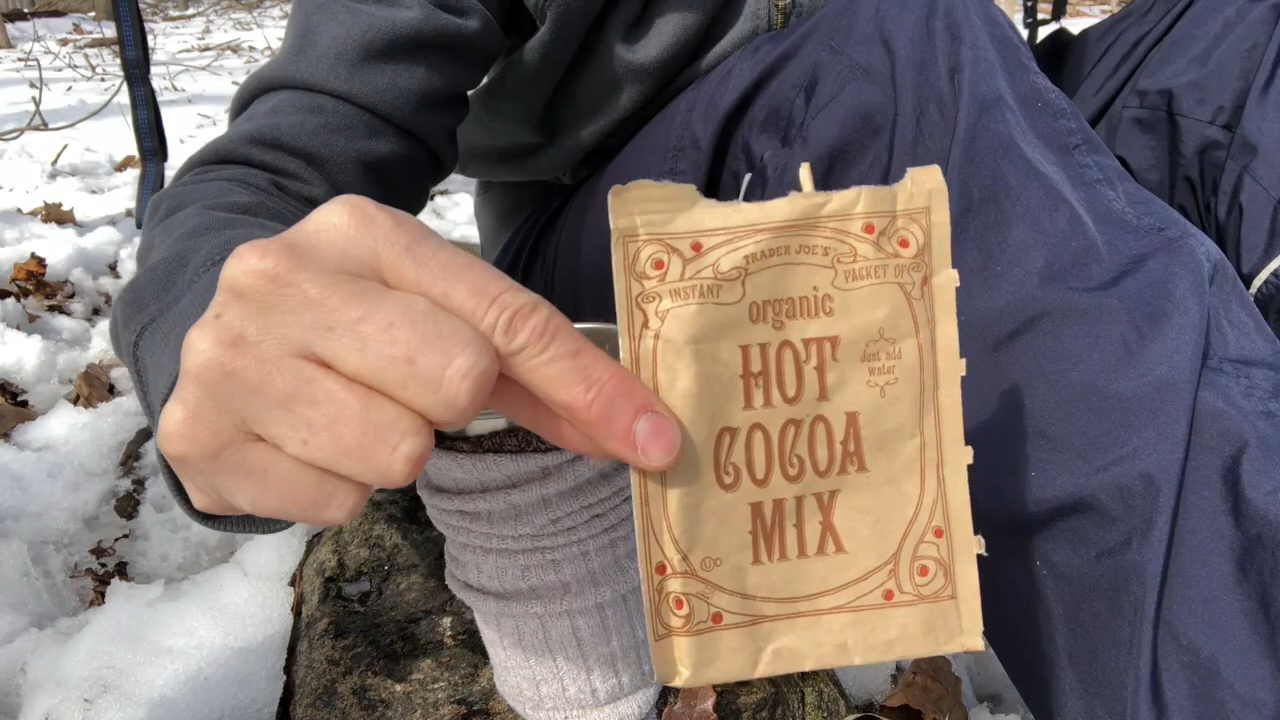 TRADER JOE'S
INSTANT PACKET OF
organic
HOT
Just add
water
COCOA
MIX